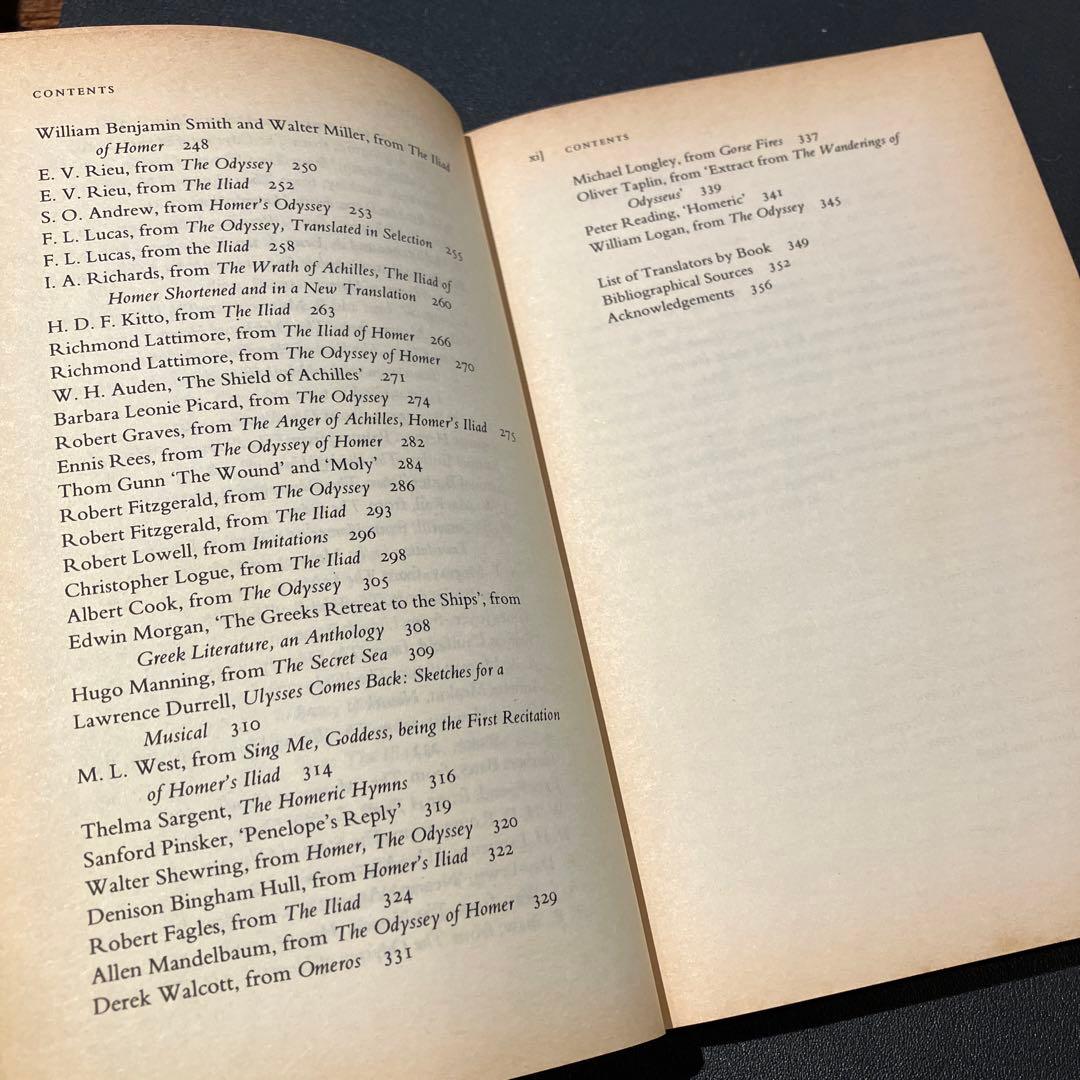 CONTENTS
William Benjamin Smith and Walter Miller, from The Iliad
of Homer 248
E. V. Rieu, from The Odyssey 250
E. V. Rieu, from The Iliad 252
S. O. Andrew, from Homer's Odyssey 253
F. L. Lucas, from The Odyssey, Translated in Selection 255
F. L. Lucas, from the Iliad 258
I. A. Richards, from The Wrath of Achilles, The Iliad of
Homer Shortened and in a New Translation 260
H. D. F. Kitto, from The Iliad 263
Richmond Lattimore, from The Iliad of Homer 266
Richmond Lattimore, from The Odyssey of Homer 270
W. H. Auden, ‘The Shield of Achilles’ 271
Barbara Leonie Picard, from The Odyssey 274
Robert Graves, from The Anger of Achilles, Homer's Iliad 275
Ennis Rees, from The Odyssey of Homer 282
Thom Gunn ‘The Wound’ and ‘Moly’ 284
Robert Fitzgerald, from The Odyssey 286
Robert Fitzgerald, from The Iliad 293
Robert Lowell, from Imitations 296
Christopher Logue, from The Iliad 298
Albert Cook, from The Odyssey 305
Edwin Morgan, ‘The Greeks Retreat to the Ships’, from
Greek Literature, an Anthology 308
Hugo Manning, from The Secret Sea 309
Lawrence Durrell, Ulysses Comes Back: Sketches for a
Musical 310
M. L. West, from Sing Me, Goddess, being the First Recitation
of Homer's Iliad 314
Thelma Sargent, The Homeric Hymns 316
Sanford Pinsker, ‘Penelope's Reply’ 319
Walter Shewring, from Homer, The Odyssey 320
Denison Bingham Hull, from Homer's Iliad 322
Robert Fagles, from The Iliad 324
Allen Mandelbaum, from The Odyssey of Homer 329
Derek Walcott, from Omeros 331
xi] CONTENTS
Michael Longley, from Gorse Fires 337
Oliver Taplin, from ‘Extract from The Wanderings of
Odysseus’ 339
Peter Reading, ‘Homeric’ 341
William Logan, from The Odyssey 345
List of Translators by Book 349
Bibliographical Sources 352
Acknowledgements 356